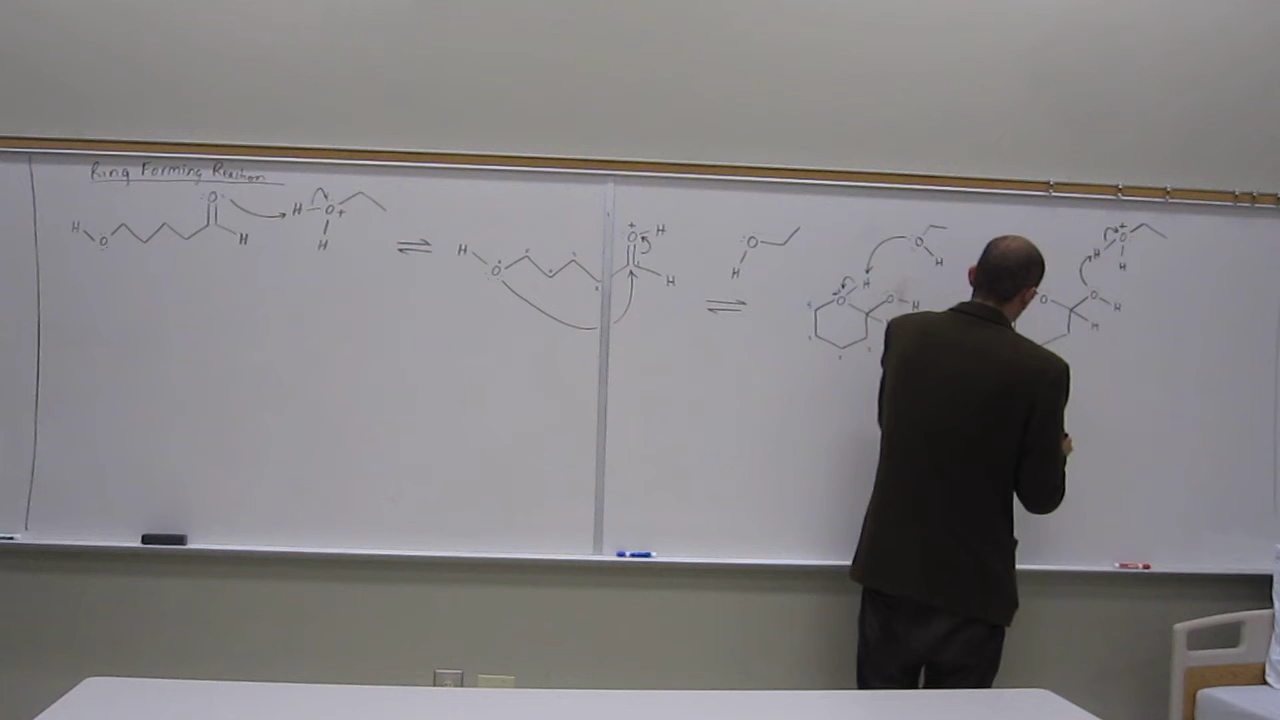 Ring Forming Reaction
H O O H H O + H
H O O + H H
O H
O H O H O H
O O H H H O + H